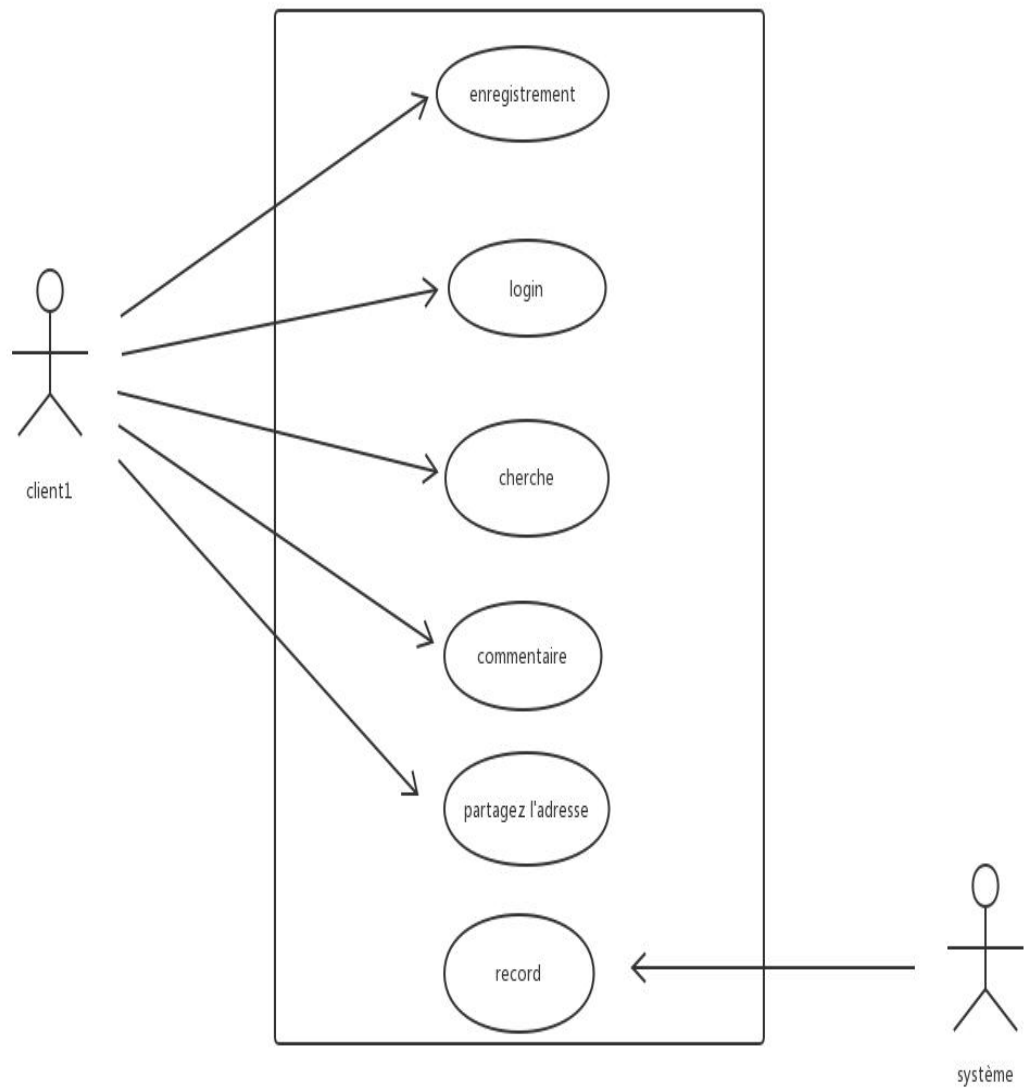 enregistrement
login
cherche
client1
commentaire
partagez l'adresse
record
système